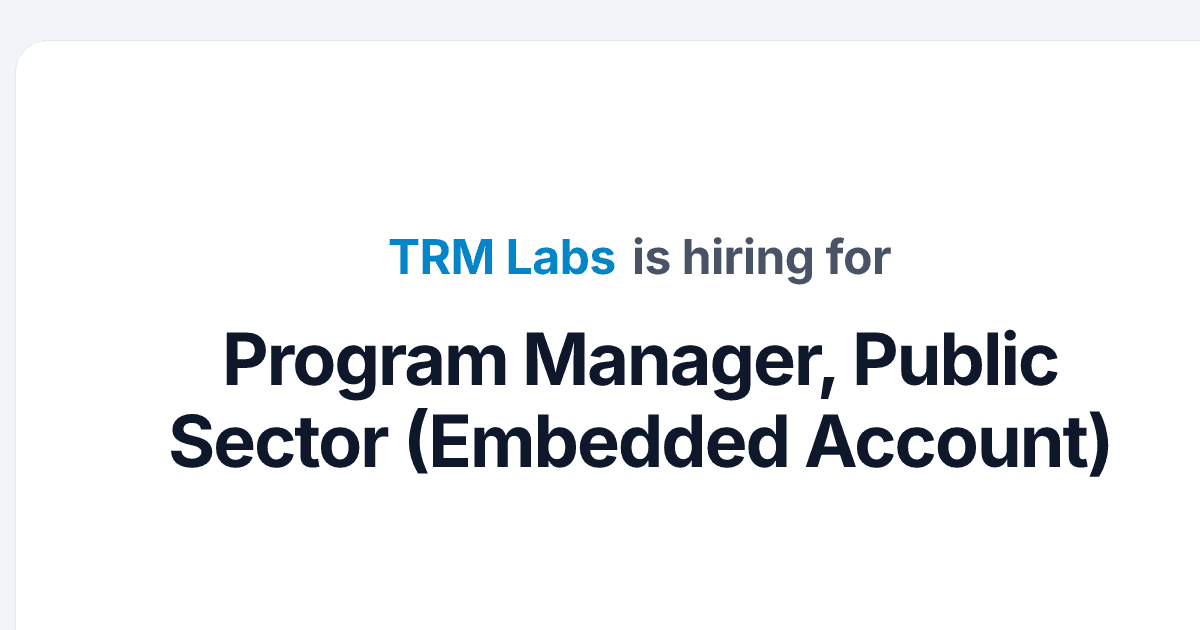 TRM Labs is hiring for
Program Manager, Public
Sector (Embedded Account)